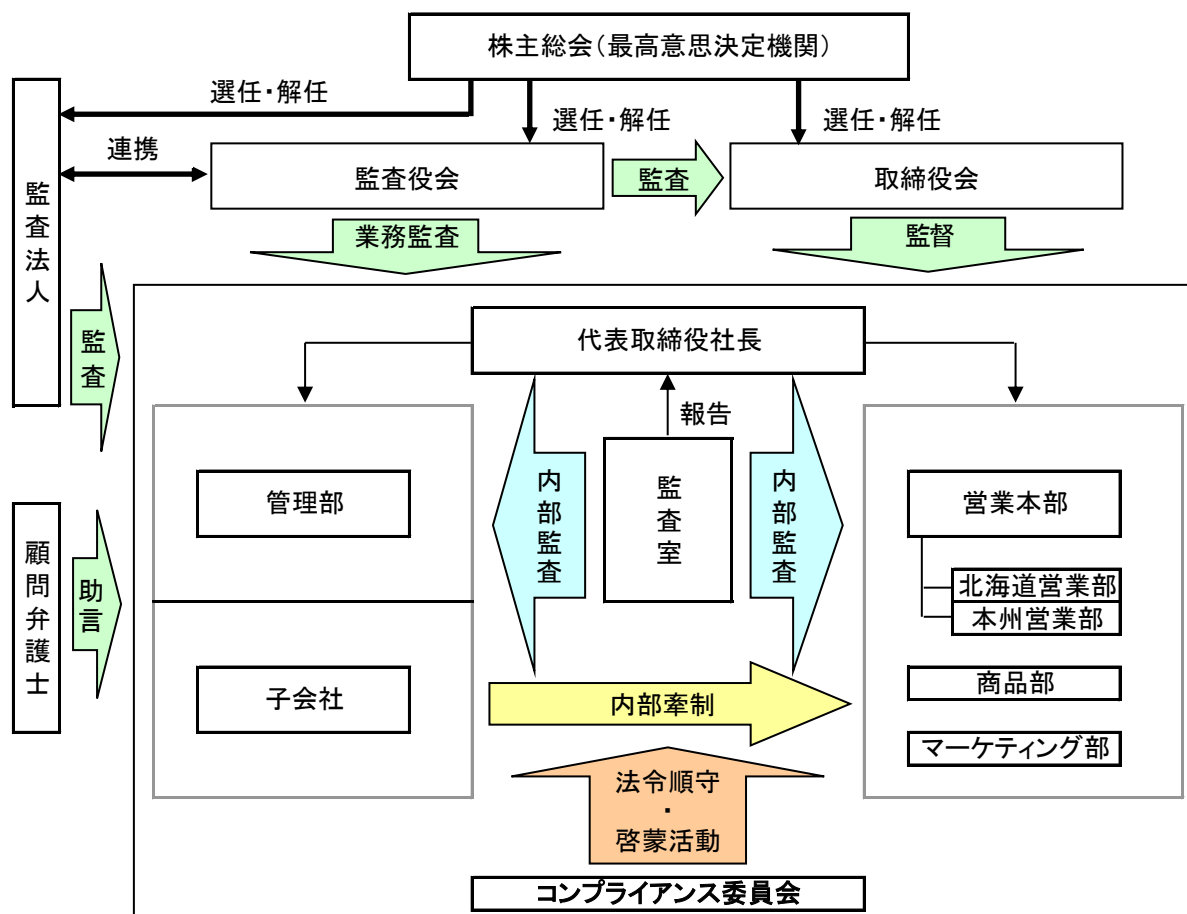 株主総会（最高意思決定機関）
選任・解任
選任・解任
選任・解任
連携
監査法人
監査役会
監査
取締役会
業務監査
監督
監査
代表取締役社長
報告
管理部
内部監査
監査室
内部監査
営業本部
北海道営業部
本州営業部
顧問弁護士
助言
子会社
内部牽制
商品部
マーケティング部
法令順守
・
啓蒙活動
コンプライアンス委員会